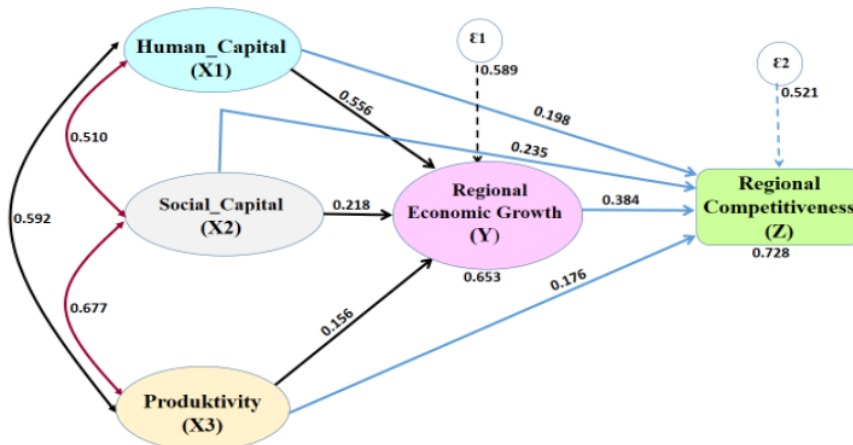 Human_Capital
(X1)
ε1
0.589
ε2
0.521
0.556
0.198
0.510
0.235
Social_Capital
(X2)
0.218
Regional
Economic Growth
(Y)
0.653
0.384
Regional
Competitiveness
(Z)
0.728
0.592
0.677
0.156
0.176
Produktivity
(X3)